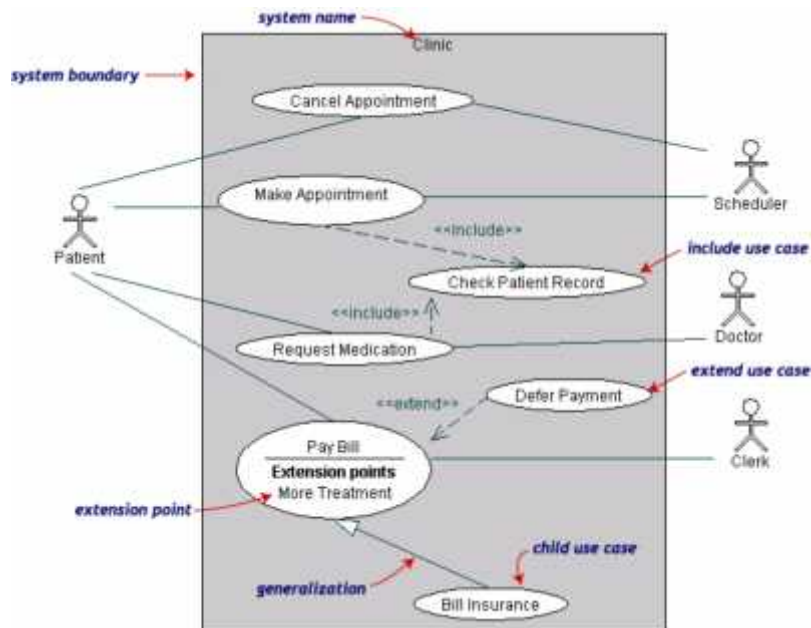 system name
Clinic
system boundary
Cancel Appointment
Make Appointment
Scheduler
<<include>>
Patient
include use case
Check Patient Record
<<include>>
Doctor
Request Medication
extend use case
Defer Payment
<<extend>>
Pay Bill
Clerk
Extension points
More Treatment
extension point
child use case
generalization
Bill Insurance